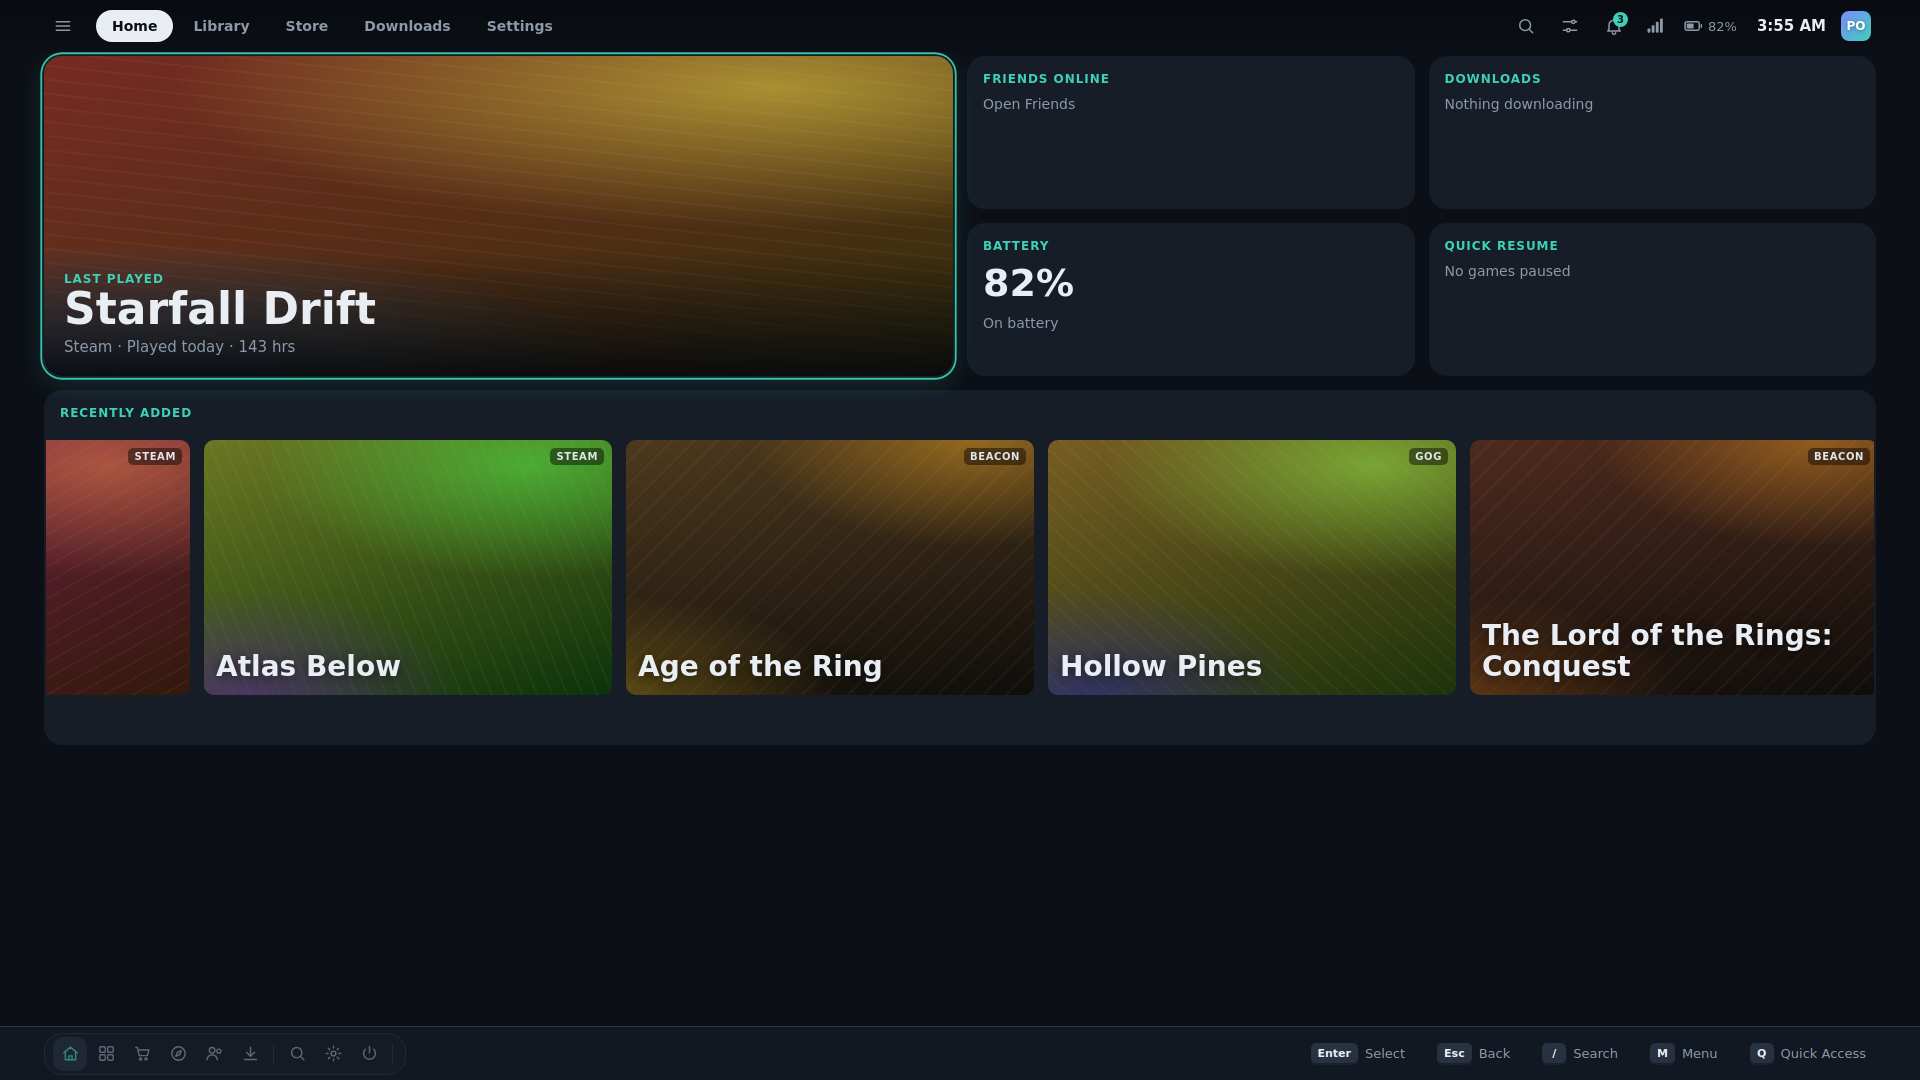 Home Library Store Downloads Settings
3
82%
3:55 AM
PO
LAST PLAYED
Starfall Drift
Steam · Played today · 143 hrs
FRIENDS ONLINE
Open Friends
DOWNLOADS
Nothing downloading
BATTERY
82%
On battery
QUICK RESUME
No games paused
RECENTLY ADDED
STEAM
STEAM
Atlas Below
BEACON
Age of the Ring
GOG
Hollow Pines
BEACON
The Lord of the Rings:
Conquest
Enter Select Esc Back / Search M Menu Q Quick Access